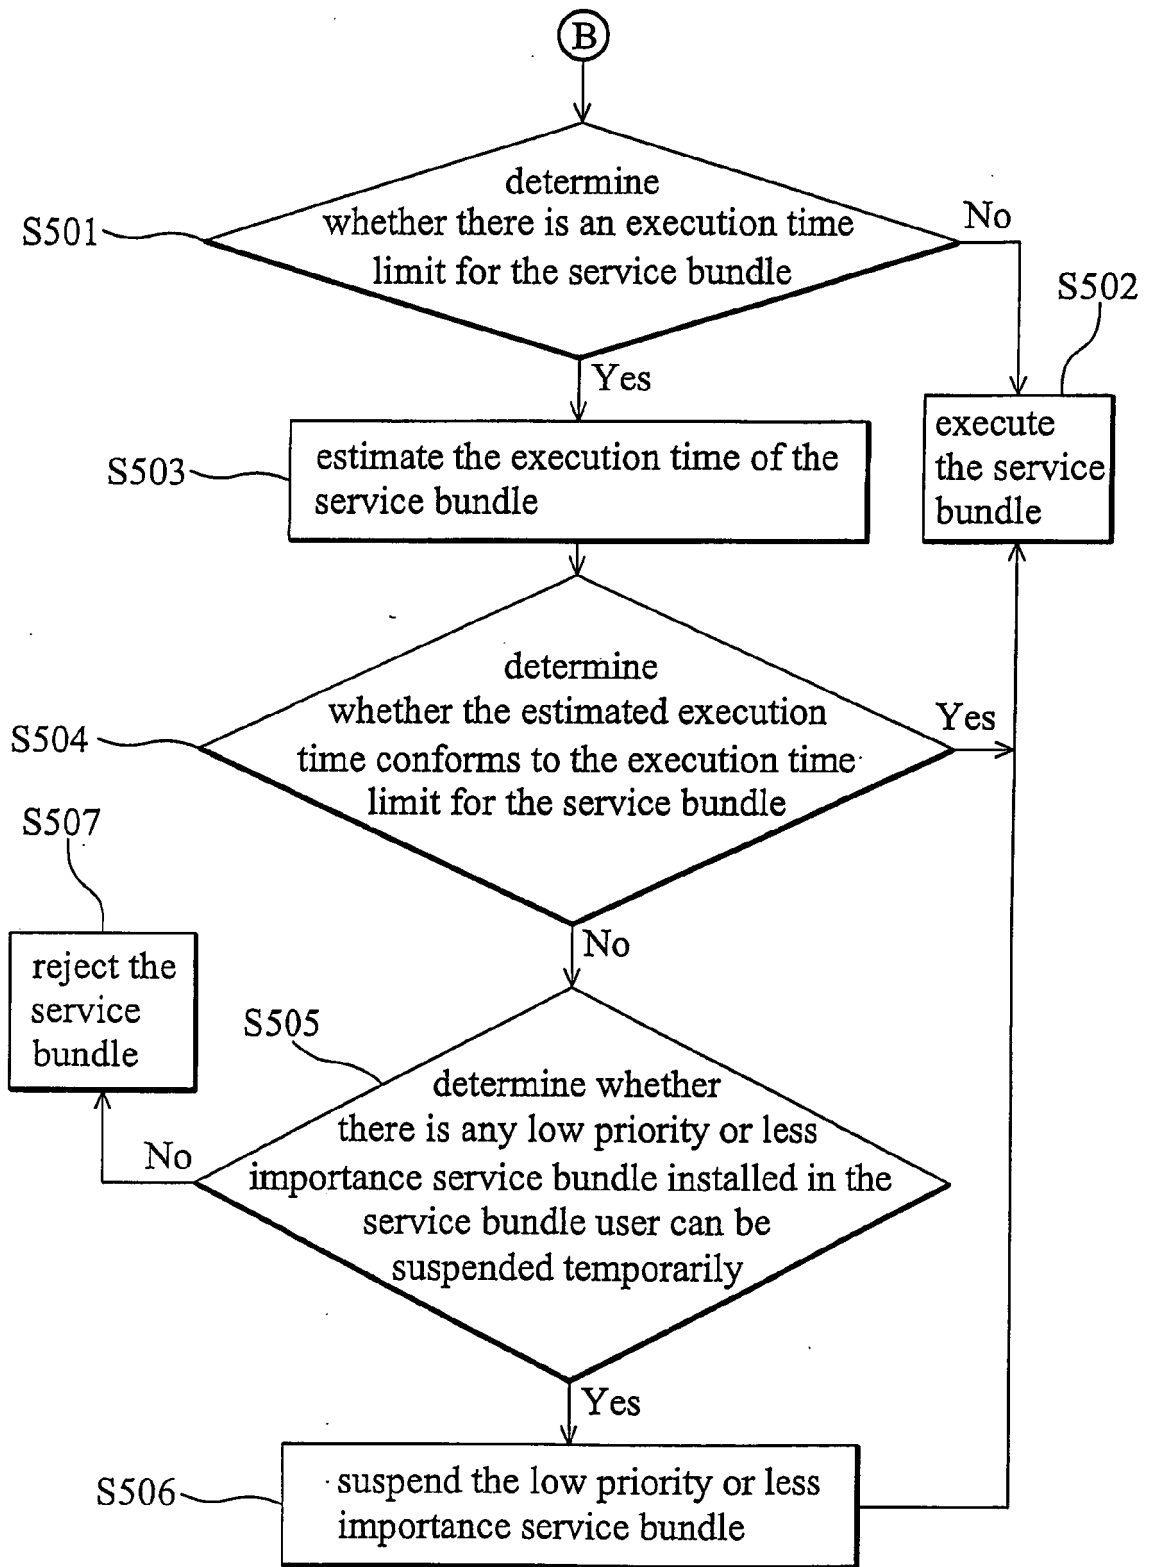 B
determine
whether there is an execution time
limit for the service bundle
S501
No
S502
Yes
execute
the service
bundle
estimate the execution time of the
service bundle
S503
determine
whether the estimated execution
time conforms to the execution time
limit for the service bundle
S504
Yes
S507
No
reject the
service
bundle
S505
determine whether
there is any low priority or less
importance service bundle installed in the
service bundle user can be
suspended temporarily
No
Yes
suspend the low priority or less
importance service bundle
S506